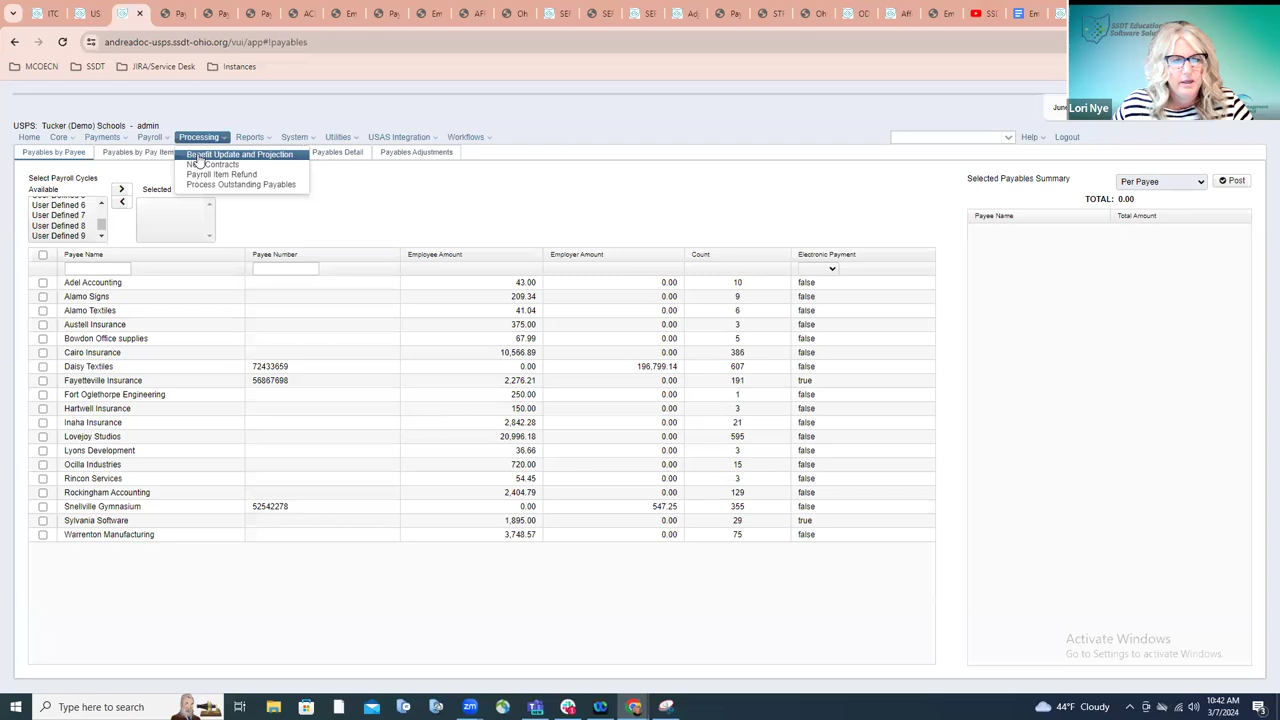 SE
andreadoc-usps.ssdt-ohio.org/vui/app#!payables
MCOECN SSDT JIRA/Service Desk Instances
SSDT Education
Software Solu
Lori Nye
June
USPS: Tucker (Demo) Schools - admin
Home Core Payments Payroll Processing Reports System Utilities USAS Integration Workflows Help Logout
Payables by Payee Payables by Pay Item Payables Detail Payables Adjustments
Benefit Update and Projection
New Contracts
Payroll Item Refund
Process Outstanding Payables
Select Payroll Cycles
Available Selected
User Defined 6
User Defined 7
User Defined 8
User Defined 9
Selected Payables Summary Per Payee Post
TOTAL: 0.00
Payee Name Total Amount
Payee Name Payee Number Employee Amount Employer Amount Count Electronic Payment
Adel Accounting 43.00 0.00 10 false
Alamo Signs 209.34 0.00 9 false
Alamo Textiles 41.04 0.00 6 false
Austell Insurance 375.00 0.00 3 false
Bowdon Office supplies 67.99 0.00 5 false
Cairo Insurance 10,566.89 0.00 386 false
Daisy Textiles 72433659 0.00 196,799.14 607 false
Fayetteville Insurance 56867698 2,276.21 0.00 191 true
Fort Oglethorpe Engineering 250.00 0.00 1 false
Hartwell Insurance 150.00 0.00 3 false
Inaha Insurance 2,842.28 0.00 21 false
Lovejoy Studios 20,996.18 0.00 595 false
Lyons Development 36.66 0.00 3 false
Ocilla Industries 720.00 0.00 15 false
Rincon Services 54.45 0.00 3 false
Rockingham Accounting 2,404.79 0.00 129 false
Snellville Gymnasium 52542278 0.00 547.25 355 false
Sylvania Software 1,895.00 0.00 29 true
Warrenton Manufacturing 3,748.57 0.00 75 false
Activate Windows
Go to Settings to activate Windows.
Type here to search
44°F Cloudy
10:42 AM
3/7/2024